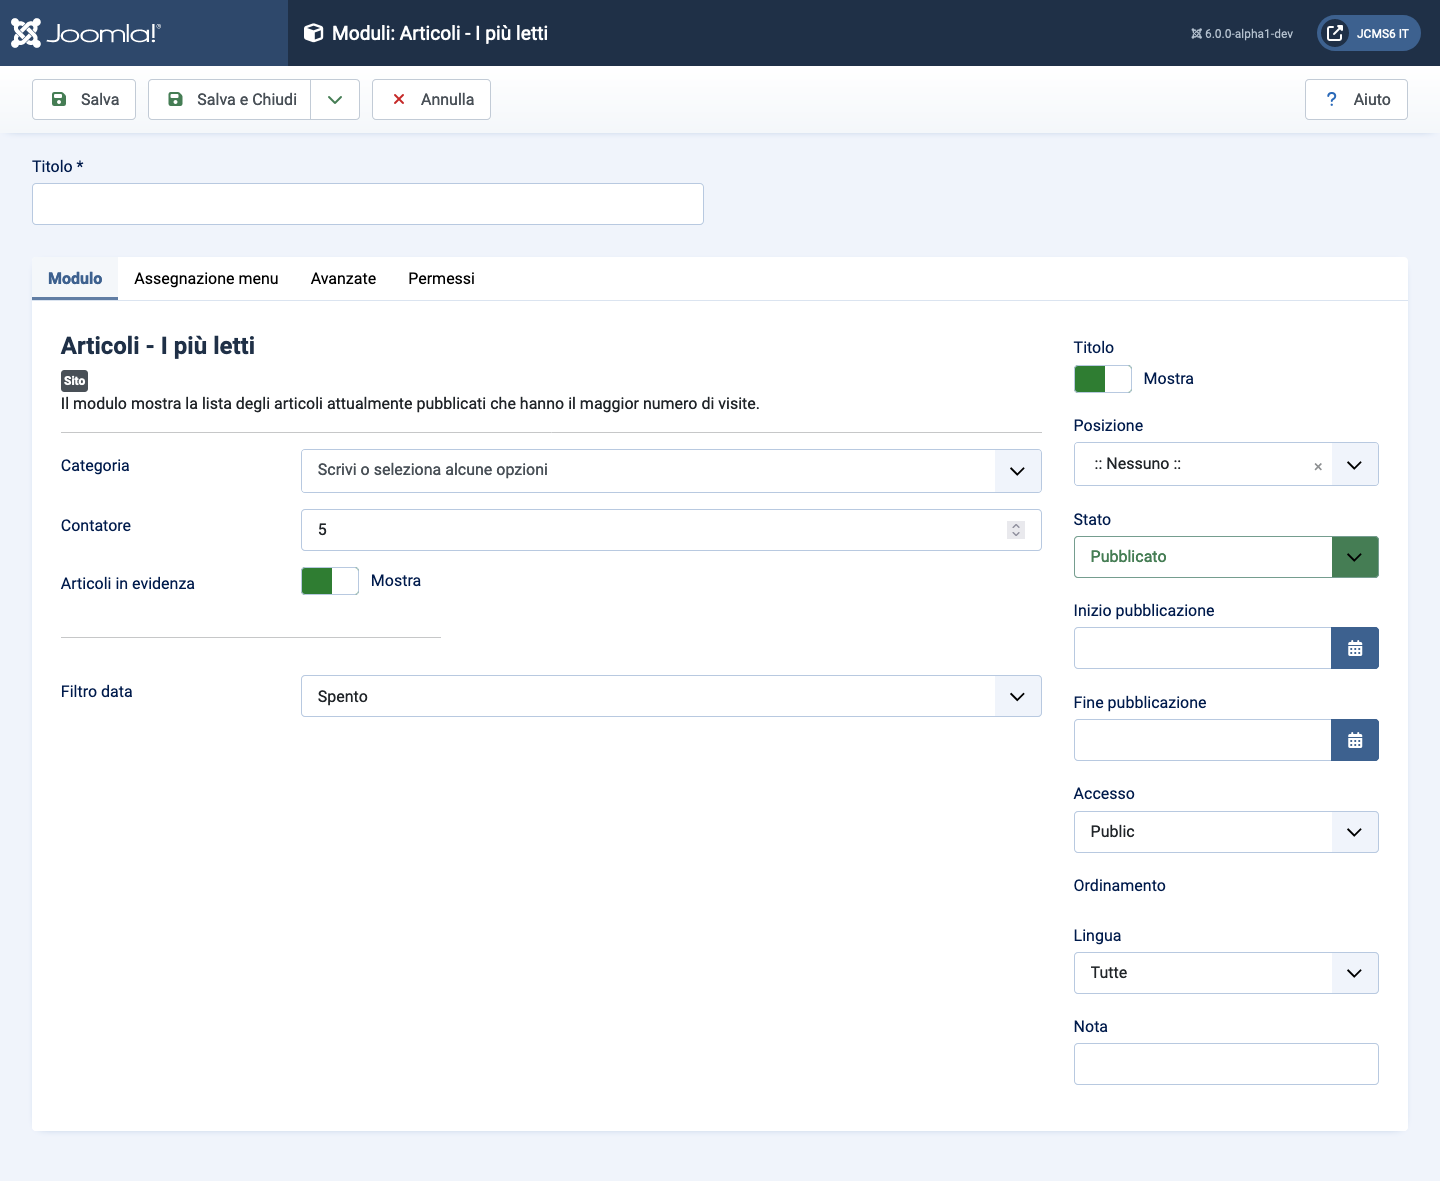 Joomla!®
Moduli: Articoli - I più letti
6.0.0-alpha1-dev
JCMS6 IT
Salva
Salva e Chiudi
Annulla
? Aiuto
Titolo *
Modulo
Assegnazione menu
Avanzate
Permessi
Articoli - I più letti
Sito
Il modulo mostra la lista degli articoli attualmente pubblicati che hanno il maggior numero di visite.
Categoria
Scrivi o seleziona alcune opzioni
Contatore
5
Articoli in evidenza
Mostra
Filtro data
Spento
Titolo
Mostra
Posizione
:: Nessuno ::
Stato
Pubblicato
Inizio pubblicazione
Fine pubblicazione
Accesso
Public
Ordinamento
Lingua
Tutte
Nota